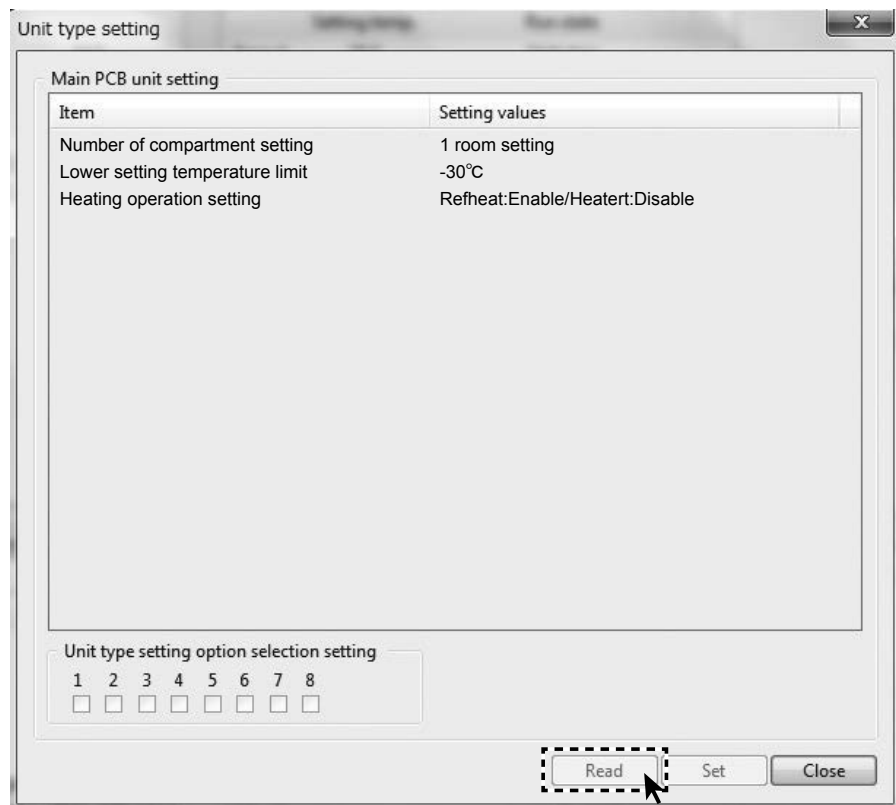 Unit type setting
Main PCB unit setting
Item Setting values
Number of compartment setting 1 room setting
Lower setting temperature limit -30℃
Heating operation setting Refheat:Enable/Heatert:Disable
Unit type setting option selection setting
1 2 3 4 5 6 7 8
Read Set Close